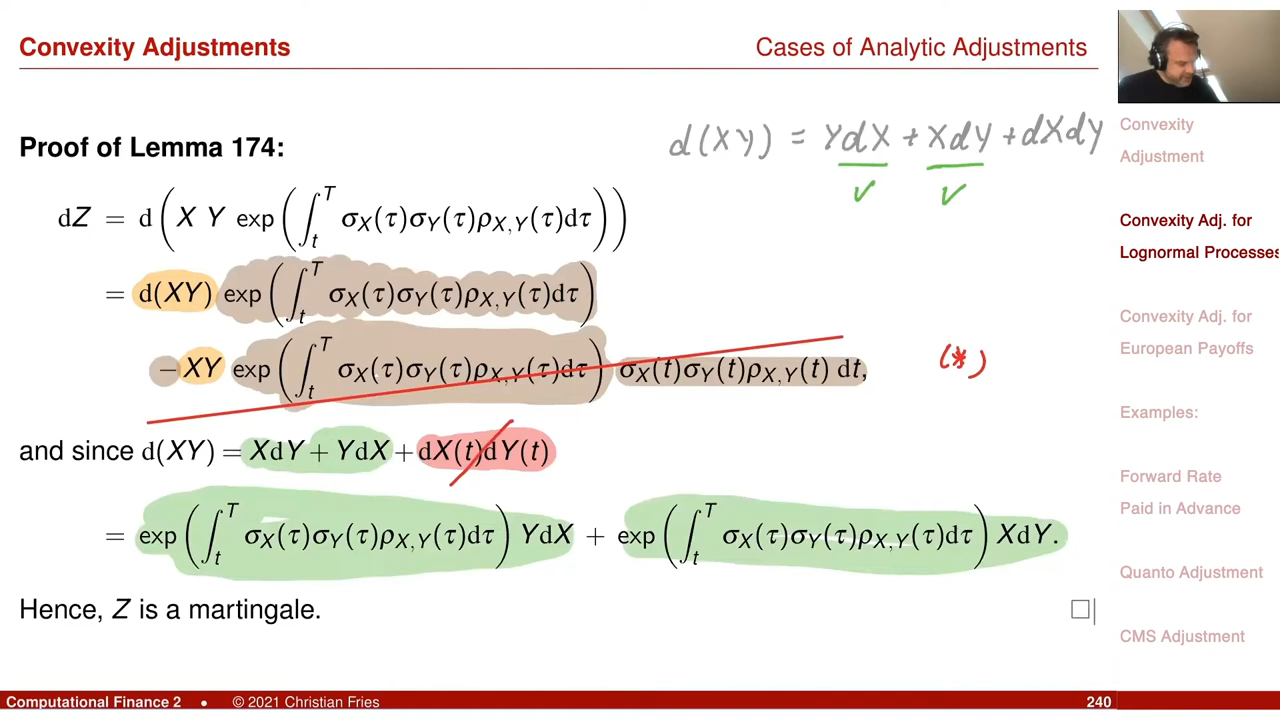 Convexity Adjustments
Cases of Analytic Adjustments
d(XY) = YdX + XdY + dXdY
✓ ✓
Proof of Lemma 174:
dZ = d(X Y exp(∫_t^T σ_X(τ)σ_Y(τ)ρ_{X,Y}(τ)dτ))
= d(XY) exp(∫_t^T σ_X(τ)σ_Y(τ)ρ_{X,Y}(τ)dτ)
−XY exp(∫_t^T σ_X(τ)σ_Y(τ)ρ_{X,Y}(τ)dτ) σ_X(t)σ_Y(t)ρ_{X,Y}(t) dt, (*)
and since d(XY) = XdY + YdX + dX(t)dY(t)
= exp(∫_t^T σ_X(τ)σ_Y(τ)ρ_{X,Y}(τ)dτ) YdX + exp(∫_t^T σ_X(τ)σ_Y(τ)ρ_{X,Y}(τ)dτ) XdY.
Hence, Z is a martingale. □
Convexity
Adjustment
Convexity Adj. for
Lognormal Processes
Convexity Adj. for
European Payoffs
Examples:
Forward Rate
Paid in Advance
Quanto Adjustment
CMS Adjustment
Computational Finance 2 • © 2021 Christian Fries 240